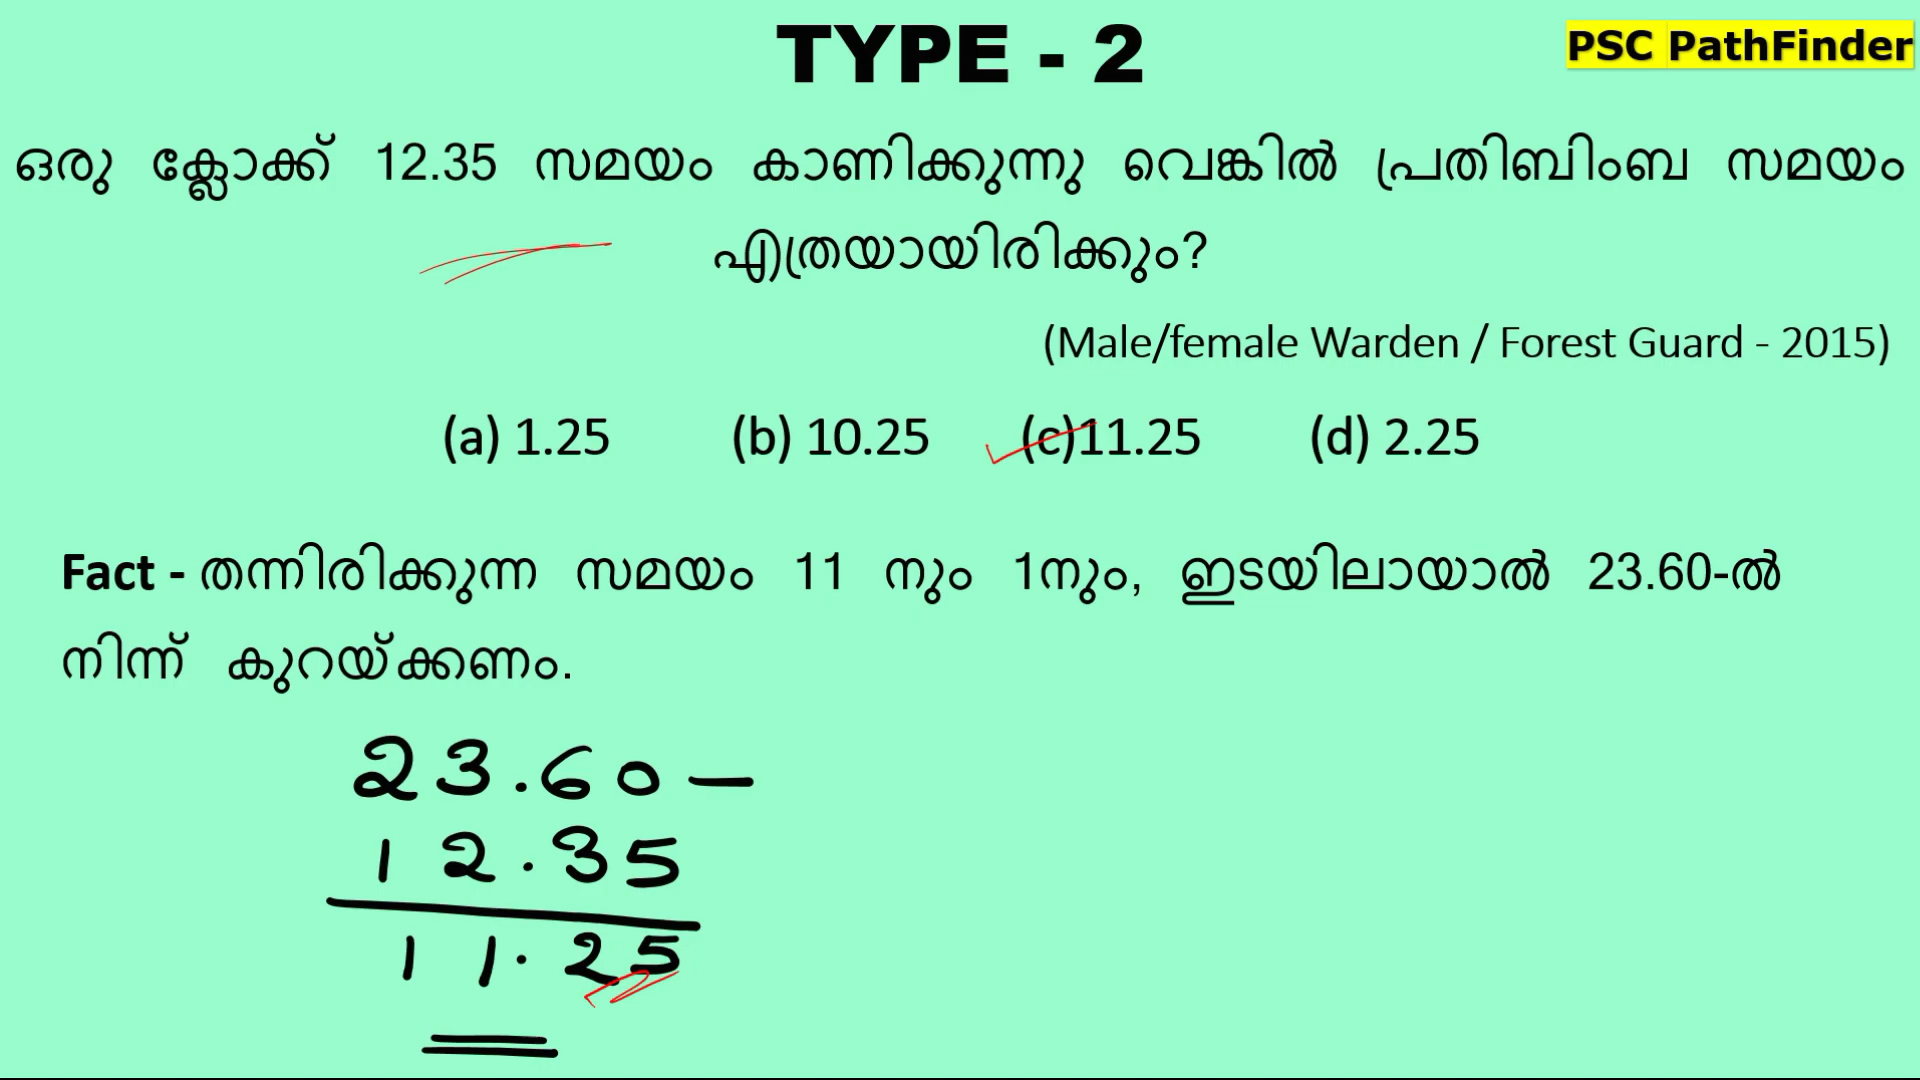 TYPE - 2
PSC PathFinder
ഒരു ക്ലോക്ക് 12.35 സമയം കാണിക്കുന്നു വെങ്കിൽ പ്രതിബിംബ സമയം
എത്രയായിരിക്കും?
(Male/female Warden / Forest Guard - 2015)
(a) 1.25 (b) 10.25 (c)11.25 (d) 2.25
Fact - തന്നിരിക്കുന്ന സമയം 11 നും 1നും, ഇടയിലായാൽ 23.60-ൽ
നിന്ന് കുറയ്ക്കണം.
23.60 —
12.35
11.25